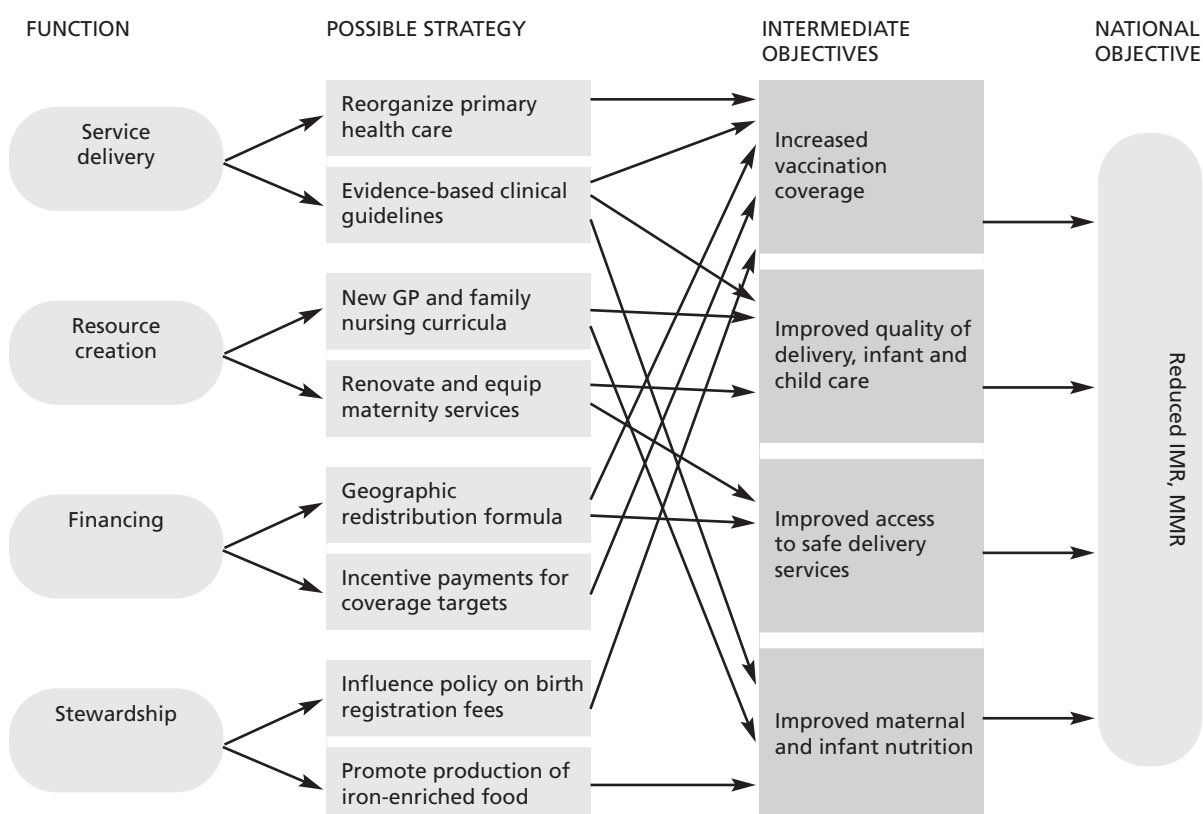 FUNCTION
POSSIBLE STRATEGY
INTERMEDIATE
OBJECTIVES
NATIONAL
OBJECTIVE
Service
delivery
Resource
creation
Financing
Stewardship
Reorganize primary
health care
Evidence-based clinical
guidelines
New GP and family
nursing curricula
Renovate and equip
maternity services
Geographic
redistribution formula
Incentive payments for
coverage targets
Influence policy on birth
registration fees
Promote production of
iron-enriched food
Increased
vaccination
coverage
Improved quality of
delivery, infant and
child care
Improved access
to safe delivery
services
Improved maternal
and infant nutrition
Reduced IMR, MMR